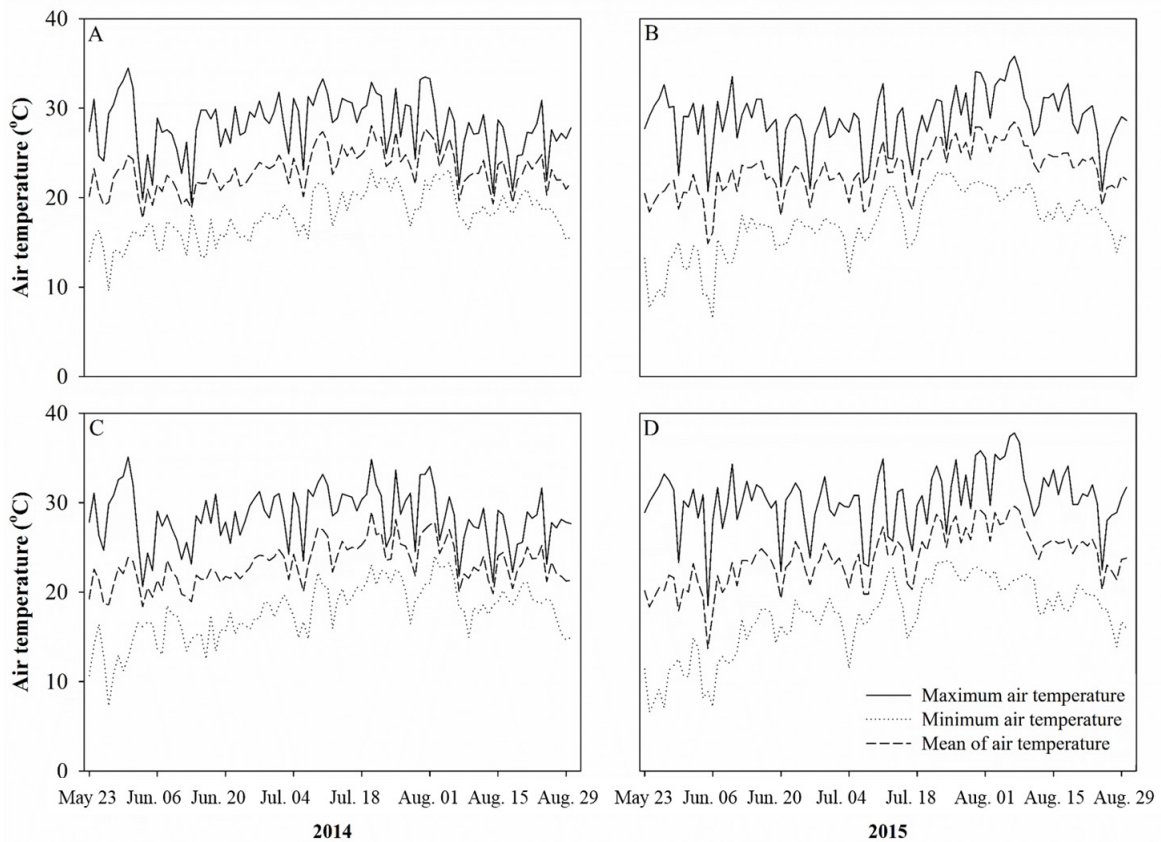 40
A
B
30
20
10
0
Air temperature (⁰C)
40
C
D
30
20
10
0
Air temperature (⁰C)
Maximum air temperature
Minimum air temperature
Mean of air temperature
May 23 Jun. 06 Jun. 20 Jul. 04 Jul. 18 Aug. 01 Aug. 15 Aug. 29
May 23 Jun. 06 Jun. 20 Jul. 04 Jul. 18 Aug. 01 Aug. 15 Aug. 29
2014
2015